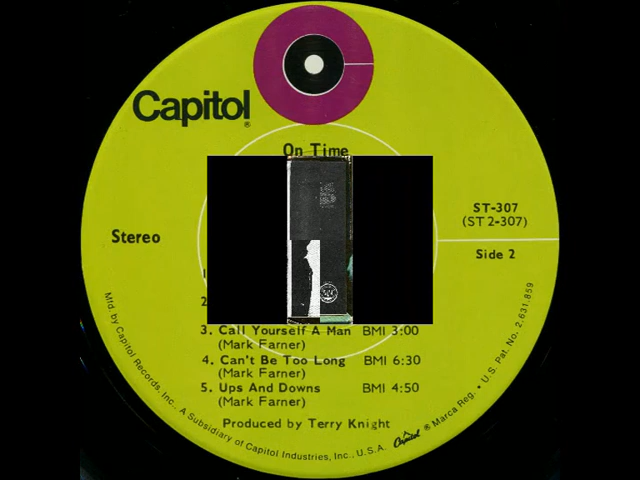 Capitol®
On Time
ST-307
(ST 2-307)
Stereo
Side 2
3. Call Yourself A Man BMI 3:00
(Mark Farner)
4. Can't Be Too Long BMI 6:30
(Mark Farner)
5. Ups And Downs BMI 4:50
(Mark Farner)
Produced by Terry Knight
Mfd. by Capitol Records, Inc., A Subsidiary of Capitol Industries, Inc., U.S.A. Capitol ® Marca Reg. • U.S. Pat. No. 2,631,859